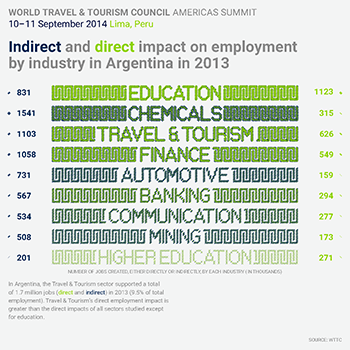 WORLD TRAVEL & TOURISM COUNCIL AMERICAS SUMMIT
10–11 September 2014 Lima, Peru
Indirect and direct impact on employment
by industry in Argentina in 2013
831 EDUCATION 1123
1541 CHEMICALS 315
1103 TRAVEL & TOURISM 626
1058 FINANCE 549
731 AUTOMOTIVE 159
567 BANKING 294
534 COMMUNICATION 277
508 MINING 173
201 HIGHER EDUCATION 271
NUMBER OF JOBS CREATED, EITHER DIRECTLY OR INDIRECTLY, BY EACH INDUSTRY (IN THOUSANDS)
In Argentina, the Travel & Tourism sector supported a total
of 1.7 million jobs (direct and indirect) in 2013 (9.5% of total
employment). Travel & Tourism's direct employment impact is
greater than the direct impacts of all sectors studied except
for education.
SOURCE: WTTC